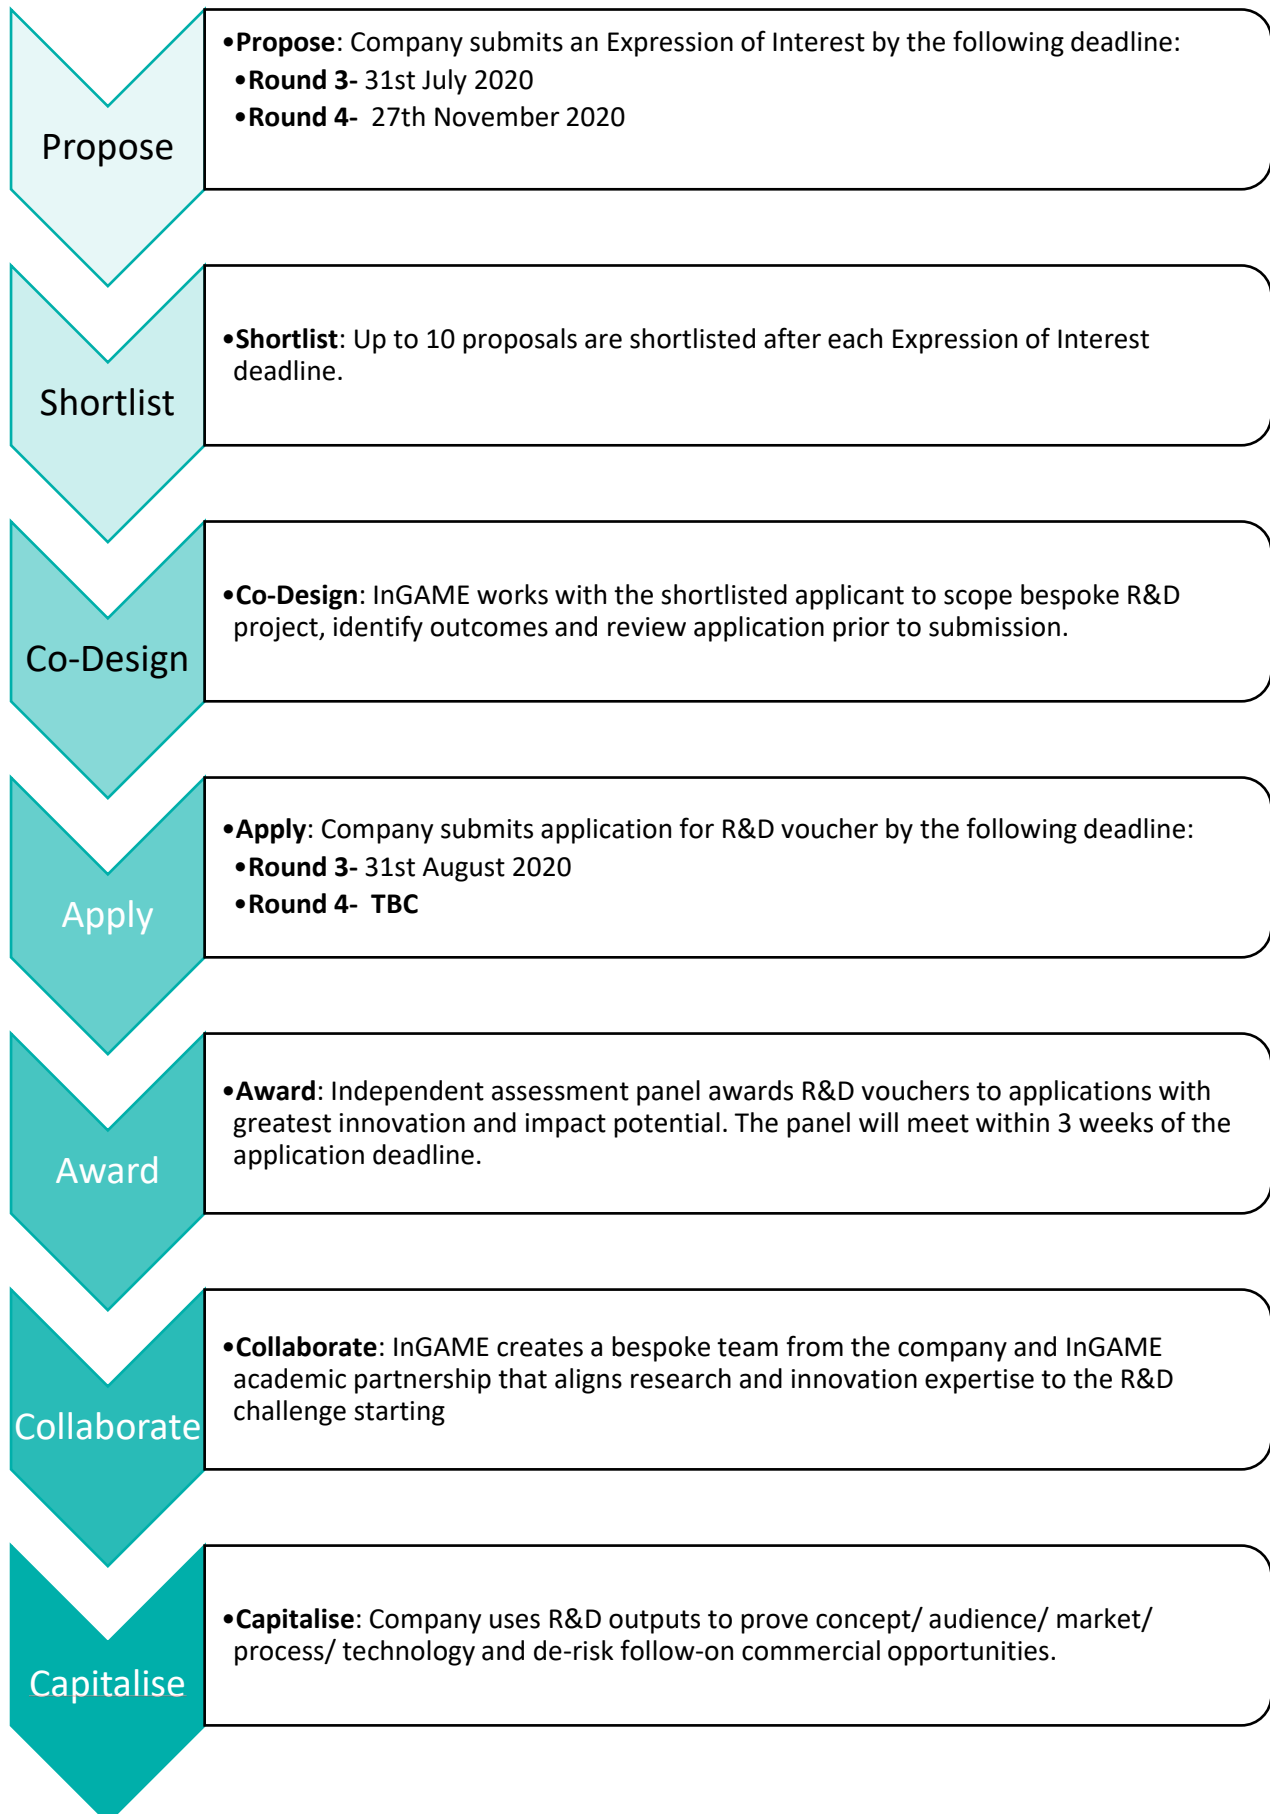 Propose
•Propose: Company submits an Expression of Interest by the following deadline:
•Round 3- 31st July 2020
•Round 4-  27th November 2020
Shortlist
•Shortlist: Up to 10 proposals are shortlisted after each Expression of Interest
deadline.
Co-Design
•Co-Design: InGAME works with the shortlisted applicant to scope bespoke R&D
project, identify outcomes and review application prior to submission.
Apply
•Apply: Company submits application for R&D voucher by the following deadline:
•Round 3- 31st August 2020
•Round 4-  TBC
Award
•Award: Independent assessment panel awards R&D vouchers to applications with
greatest innovation and impact potential. The panel will meet within 3 weeks of the
application deadline.
Collaborate
•Collaborate: InGAME creates a bespoke team from the company and InGAME
academic partnership that aligns research and innovation expertise to the R&D
challenge starting
Capitalise
•Capitalise: Company uses R&D outputs to prove concept/ audience/ market/
process/ technology and de-risk follow-on commercial opportunities.